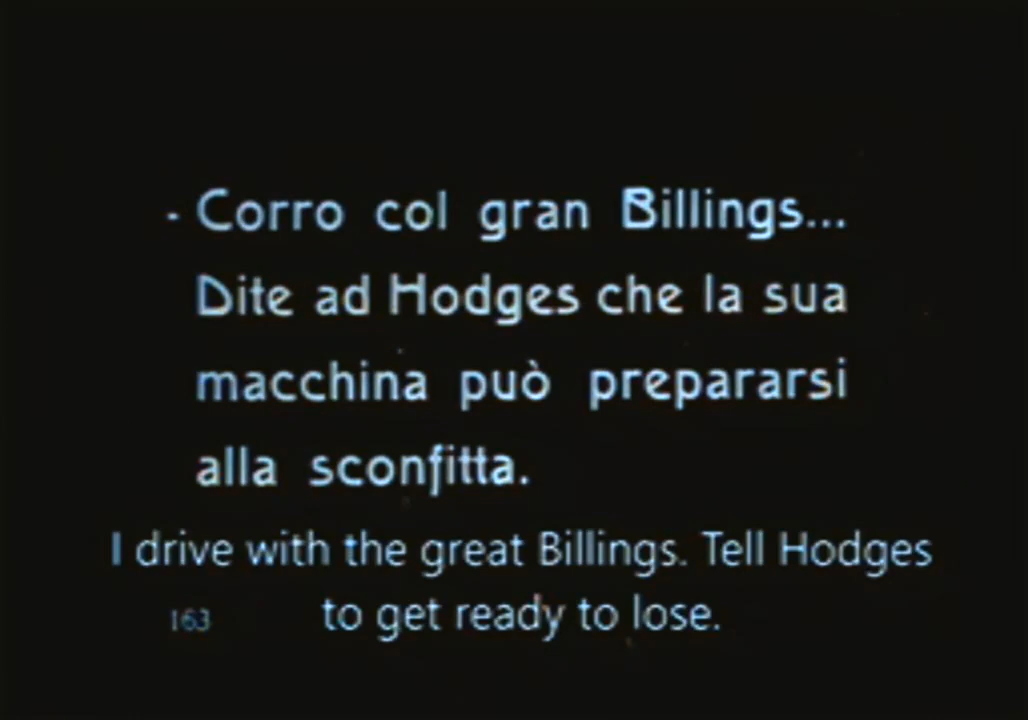 - Corro col gran Billings...
Dite ad Hodges che la sua
macchina può prepararsi
alla sconfitta.
I drive with the great Billings. Tell Hodges
to get ready to lose.
163